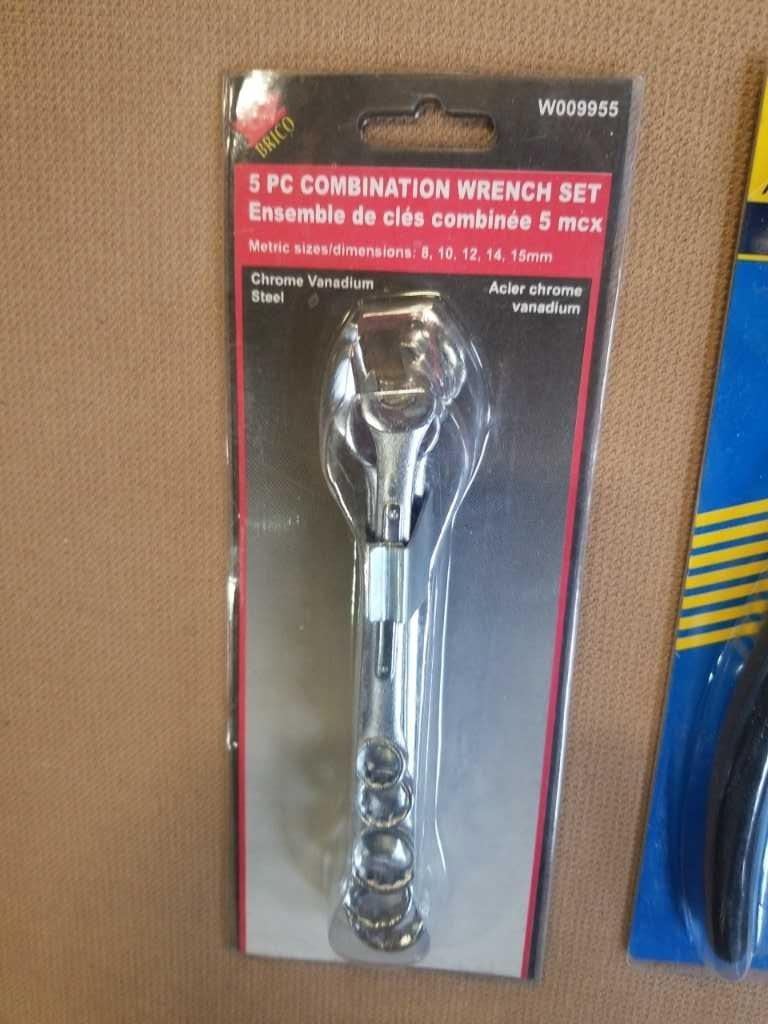 W009955
BRICO
5 PC COMBINATION WRENCH SET
Ensemble de clés combinée 5 mcx
Metric sizes/dimensions: 8, 10, 12, 14, 15mm
Chrome Vanadium
Steel
Acier chrome
vanadium